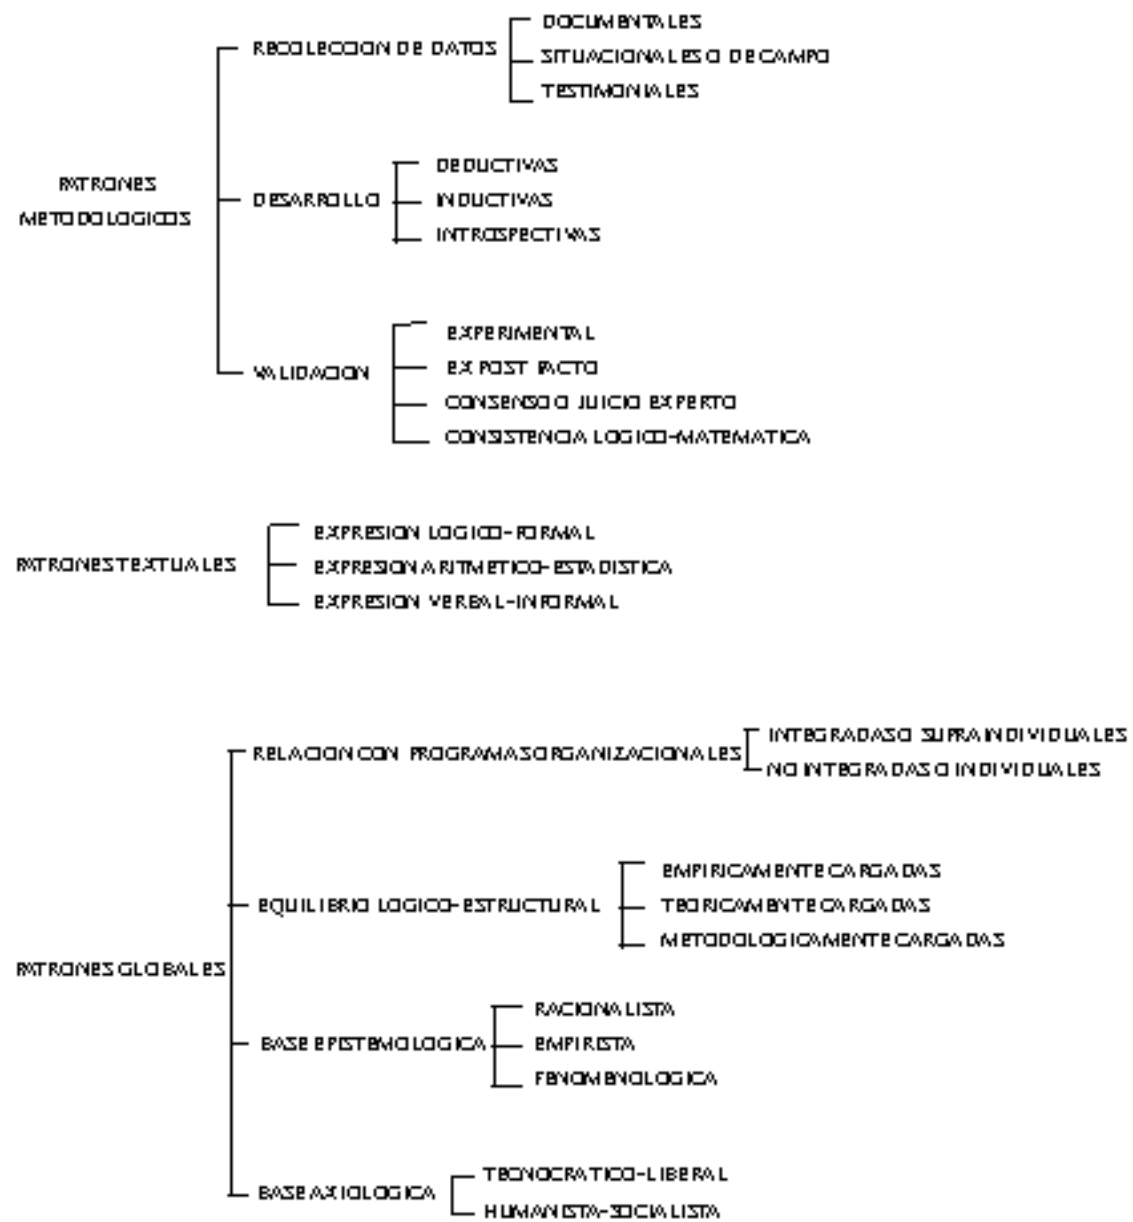 PATRONES
METODOLOGICOS
RECOLECCION DE DATOS
DOCUMENTALES
SITUACIONALES O DE CAMPO
TESTIMONIALES
DESARROLLO
DEDUCTIVAS
INDUCTIVAS
INTROSPECTIVAS
VALIDACION
EXPERIMENTAL
EX POST FACTO
CONSENSO O JUICIO EXPERTO
CONSISTENCIA LOGICO-MATEMATICA
PATRONES TEXTUALES
EXPRESION LOGICO-FORMAL
EXPRESION ARITMETICO-ESTADISTICA
EXPRESION VERBAL-INFORMAL
PATRONES GLOBALES
RELACION CON PROGRAMAS ORGANIZACIONALES
INTEGRADAS O SUPRAINDIVIDUALES
NO INTEGRADAS O INDIVIDUALES
EQUILIBRIO LOGICO-ESTRUCTURAL
EMPIRICAMENTE CARGADAS
TEORICAMENTE CARGADAS
METODOLOGICAMENTE CARGADAS
BASE EPISTEMOLOGICA
RACIONALISTA
EMPIRISTA
FENOMENOLOGICA
BASE AXIOLOGICA
TECNOCRATICO-LIBERAL
HUMANISTA-SOCIALISTA